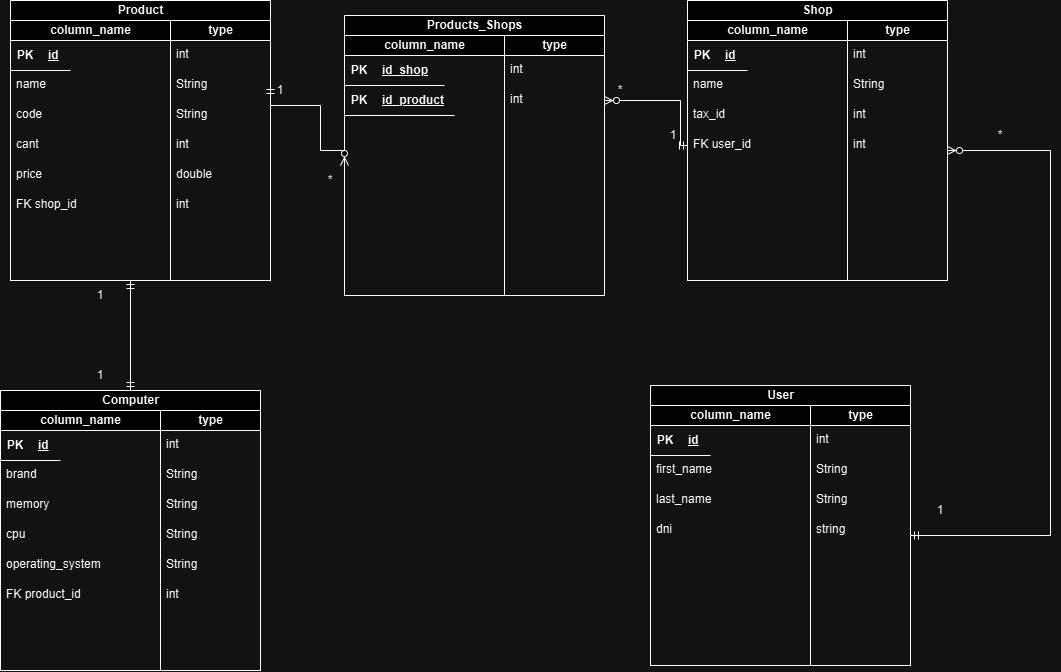 Product
column_name type
PK id int
name String
code String
cant int
price double
FK shop_id int
1
*
Products_Shops
column_name type
PK id_shop int
PK id_product int
*
1
Shop
column_name type
PK id int
name String
tax_id int
FK user_id int
*
1
1
1
Computer
column_name type
PK id int
brand String
memory String
cpu String
operating_system String
FK product_id int
User
column_name type
PK id int
first_name String
last_name String
dni string